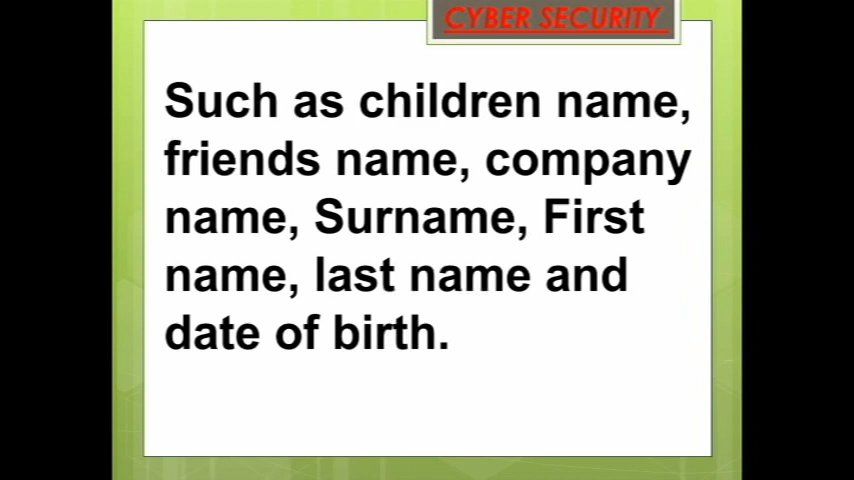 CYBER SECURITY
Such as children name,
friends name, company
name, Surname, First
name, last name and
date of birth.